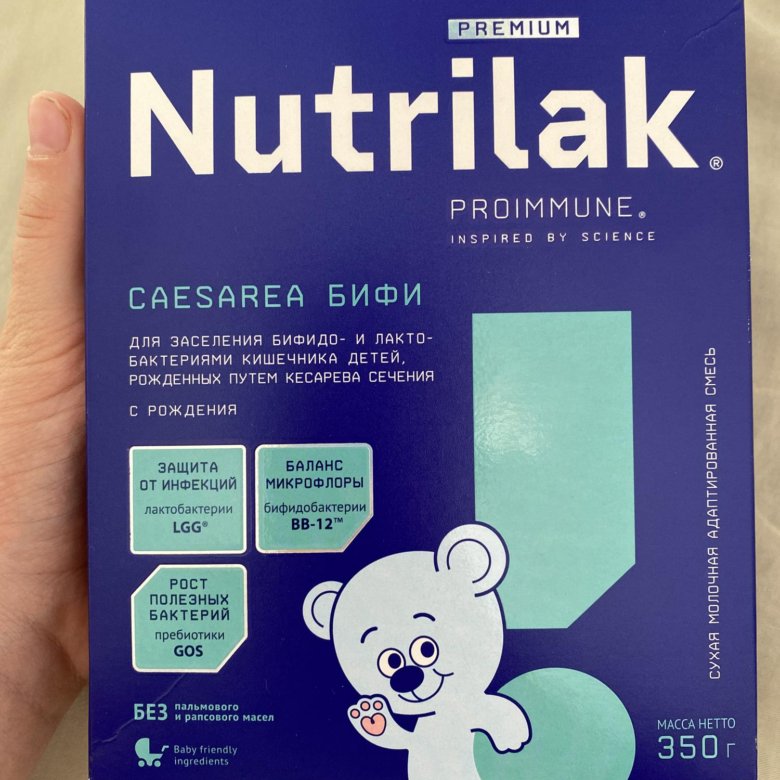 PREMIUM
Nutrilak®
PROIMMUNE®
INSPIRED BY SCIENCE
CAESAREA БИФИ
ДЛЯ ЗАСЕЛЕНИЯ БИФИДО- И ЛАКТО-
БАКТЕРИЯМИ КИШЕЧНИКА ДЕТЕЙ,
РОЖДЕННЫХ ПУТЕМ КЕСАРЕВА СЕЧЕНИЯ
С РОЖДЕНИЯ
ЗАЩИТА
ОТ ИНФЕКЦИЙ
лактобактерии
LGG®
БАЛАНС
МИКРОФЛОРЫ
бифидобактерии
BB-12™
РОСТ
ПОЛЕЗНЫХ
БАКТЕРИЙ
пребиотики
GOS
БЕЗ пальмового
и рапсового масел
Baby friendly
ingredients
СУХАЯ МОЛОЧНАЯ АДАПТИРОВАННАЯ СМЕСЬ
МАССА НЕТТО
350 г